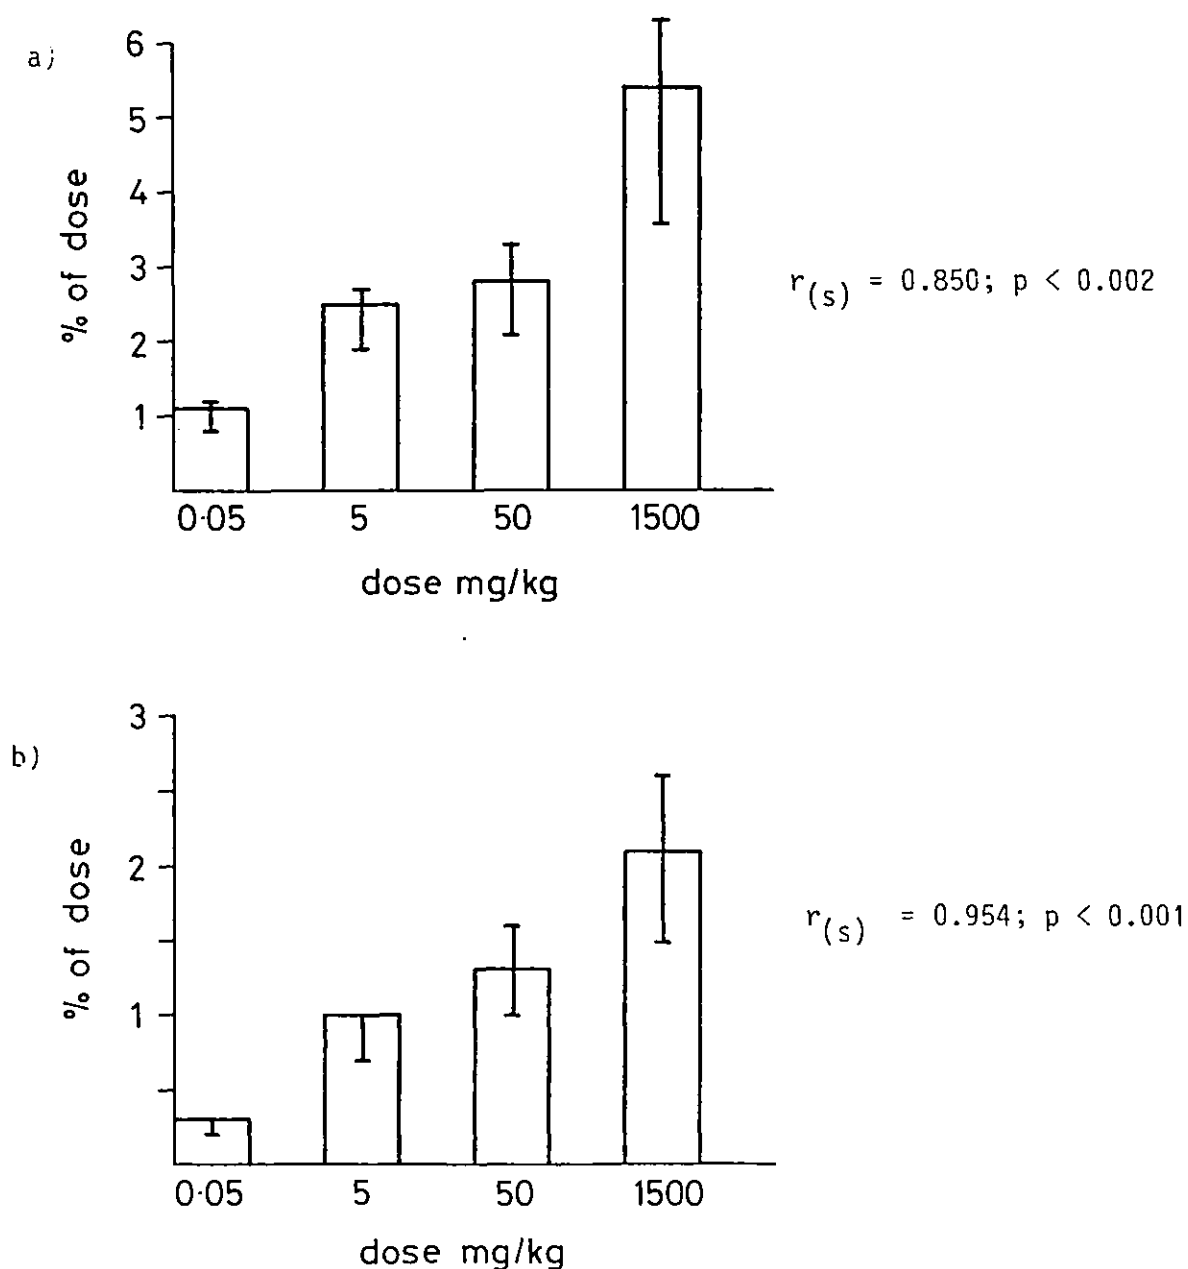 a)
6
5
4
3
2
1
% of dose
0·05 5 50 1500
dose mg/kg
r(s) = 0.850; p < 0.002
b)
3
2
1
% of dose
0·05 5 50 1500
dose mg/kg
r(s) = 0.954; p < 0.001